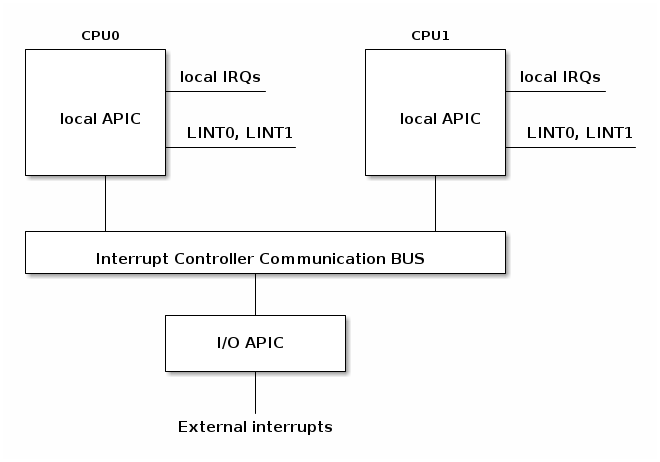 CPU0
CPU1
local IRQs
local IRQs
local APIC
local APIC
LINT0, LINT1
LINT0, LINT1
Interrupt Controller Communication BUS
I/O APIC
External interrupts